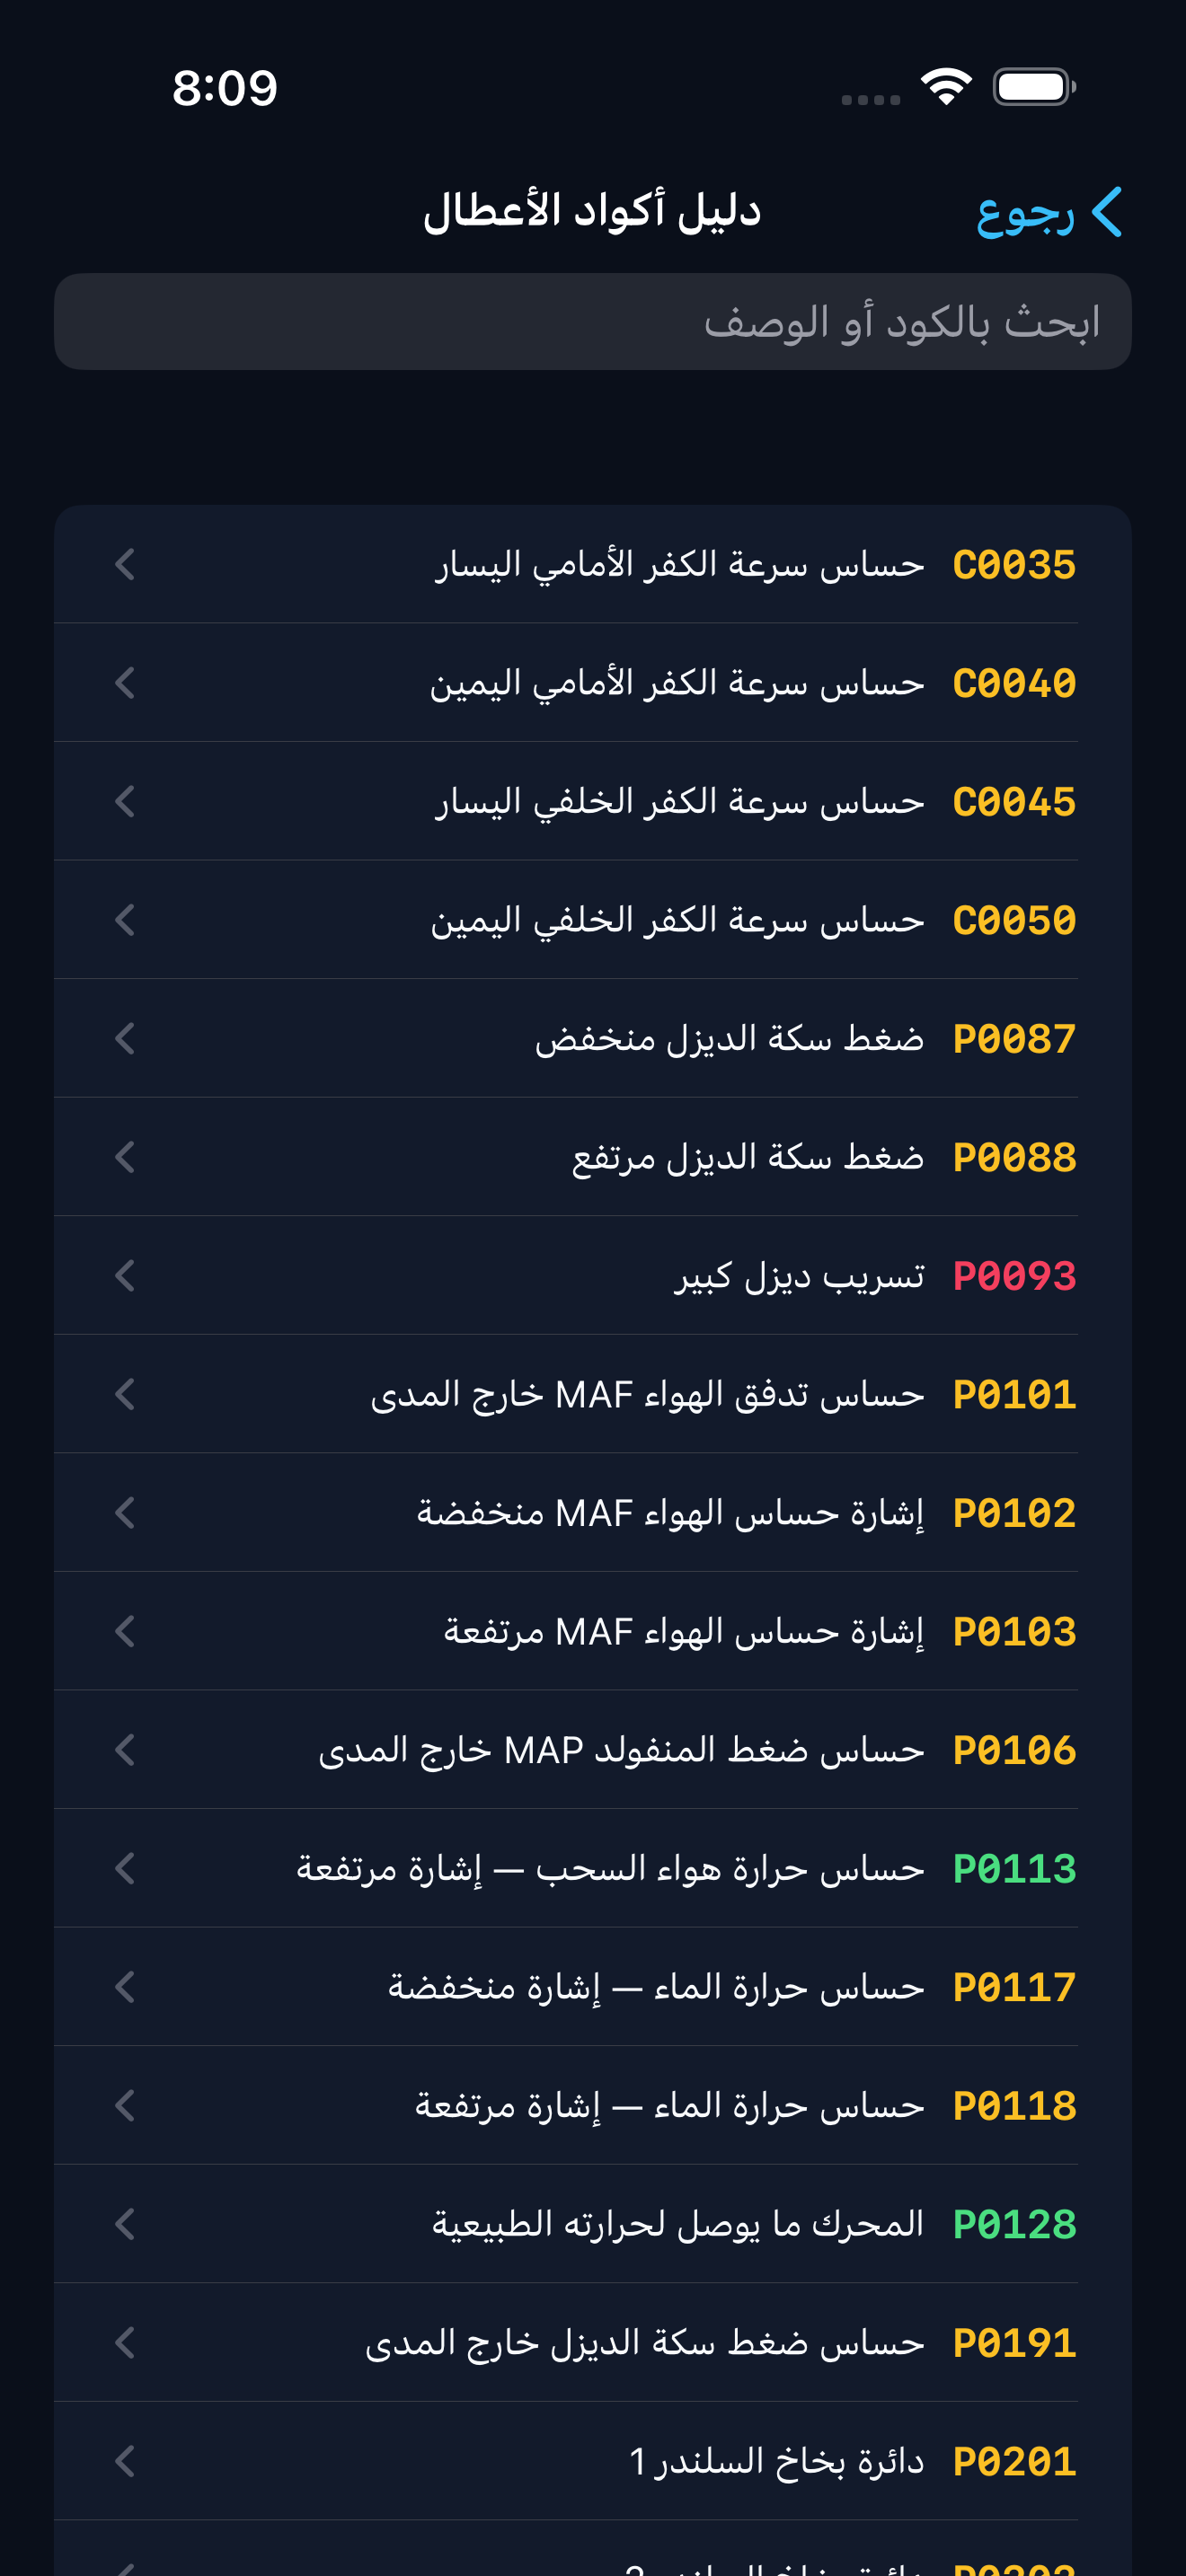 8:09
رجوع
دليل أكواد الأعطال
ابحث بالكود أو الوصف
C0035 حساس سرعة الكفر الأمامي اليسار
C0040 حساس سرعة الكفر الأمامي اليمين
C0045 حساس سرعة الكفر الخلفي اليسار
C0050 حساس سرعة الكفر الخلفي اليمين
P0087 ضغط سكة الديزل منخفض
P0088 ضغط سكة الديزل مرتفع
P0093 تسريب ديزل كبير
P0101 حساس تدفق الهواء MAF خارج المدى
P0102 إشارة حساس الهواء MAF منخفضة
P0103 إشارة حساس الهواء MAF مرتفعة
P0106 حساس ضغط المنفولد MAP خارج المدى
P0113 حساس حرارة هواء السحب — إشارة مرتفعة
P0117 حساس حرارة الماء — إشارة منخفضة
P0118 حساس حرارة الماء — إشارة مرتفعة
P0128 المحرك ما يوصل لحرارته الطبيعية
P0191 حساس ضغط سكة الديزل خارج المدى
P0201 دائرة بخاخ السلندر 1